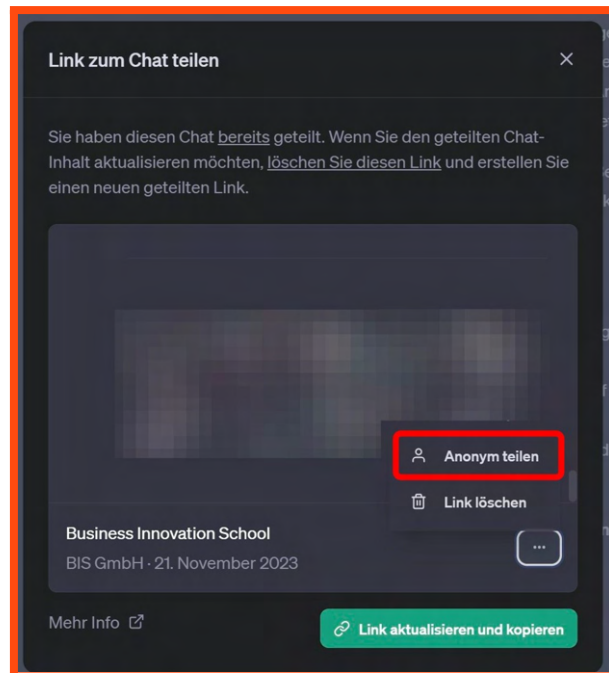 Link zum Chat teilen
Sie haben diesen Chat bereits geteilt. Wenn Sie den geteilten Chat-
Inhalt aktualisieren möchten, löschen Sie diesen Link und erstellen Sie
einen neuen geteilten Link.
Anonym teilen
Link löschen
Business Innovation School
BIS GmbH · 21. November 2023
Mehr Info
Link aktualisieren und kopieren